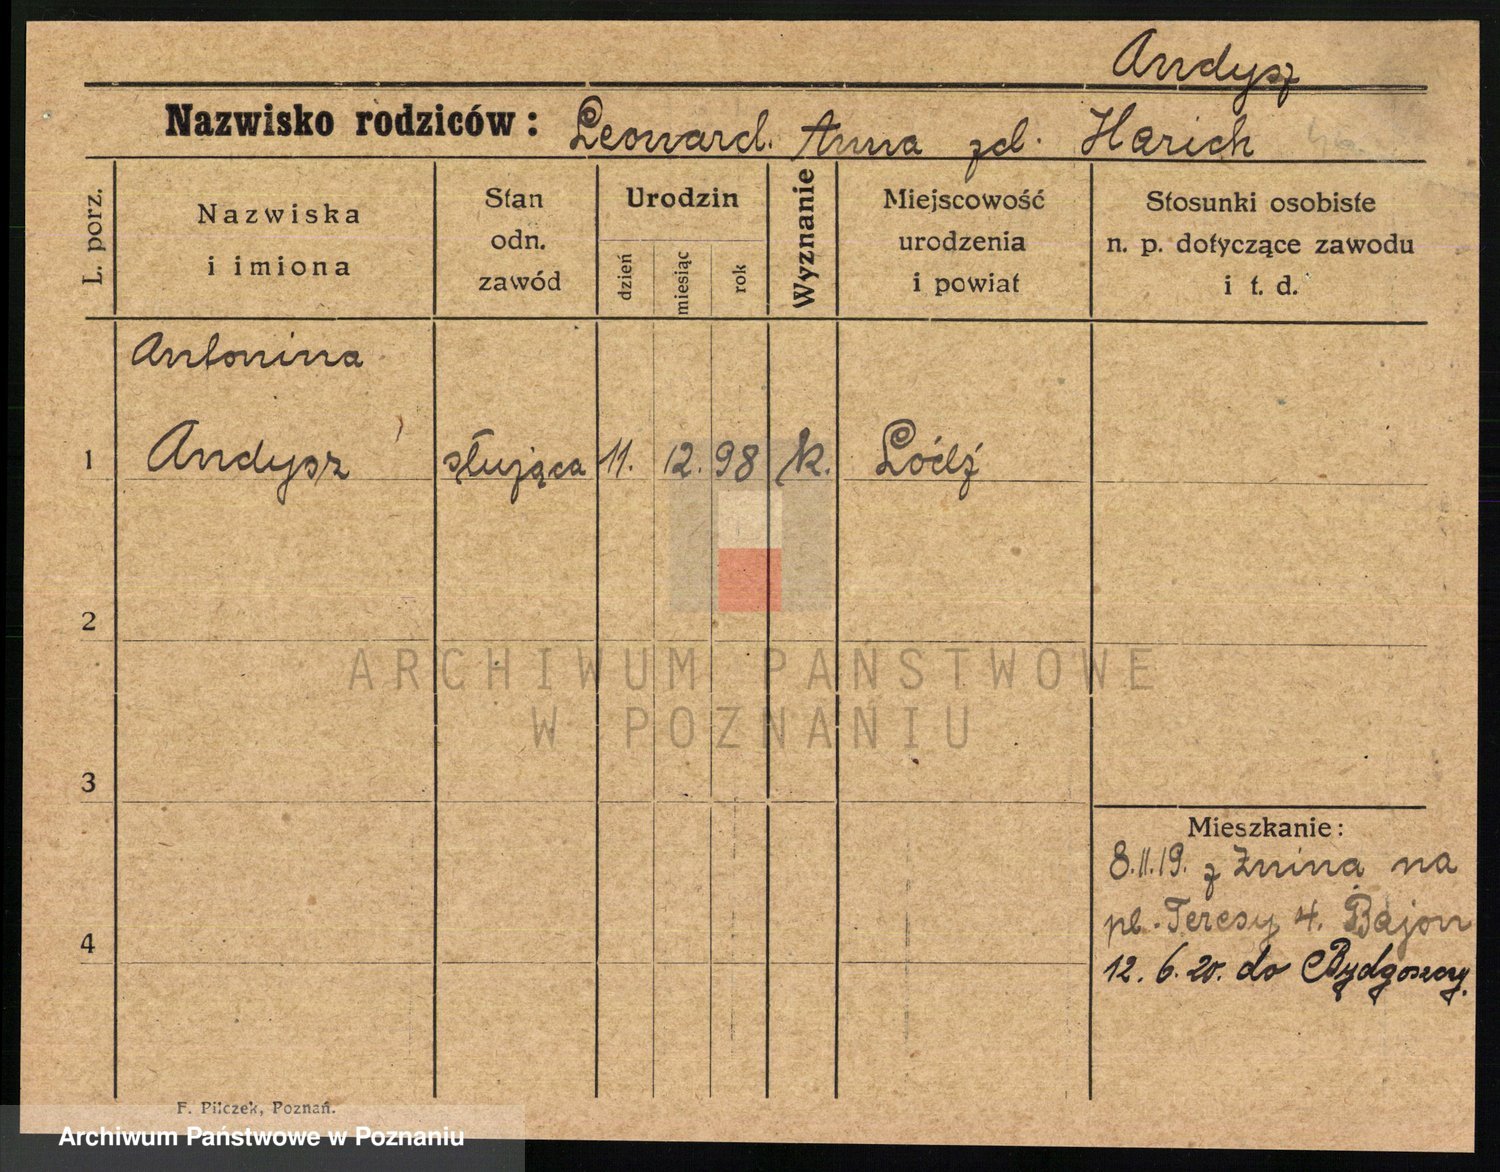 Andysz
Nazwisko rodziców: Leonard. Anna zd. Harich
L. porz.
Nazwiska
i imiona
Stan
odn.
zawód
Urodzin
dzień
miesiąc
rok
Wyznanie
Miejscowość
urodzenia
i powiat
Stosunki osobiste
n. p. dotyczące zawodu
i t. d.
Antonina
1 Andysz służąca 11. 12. 98 k. Łódź
2
ARCHIWUM PAŃSTWOWE
W POZNANIU
3
Mieszkanie:
8.11.19. z Żnina na
pl. Teresy 4. Bajon
4
12. 6. 20. do Bydgoszczy.
F. Pilczek, Poznań.
Archiwum Państwowe w Poznaniu